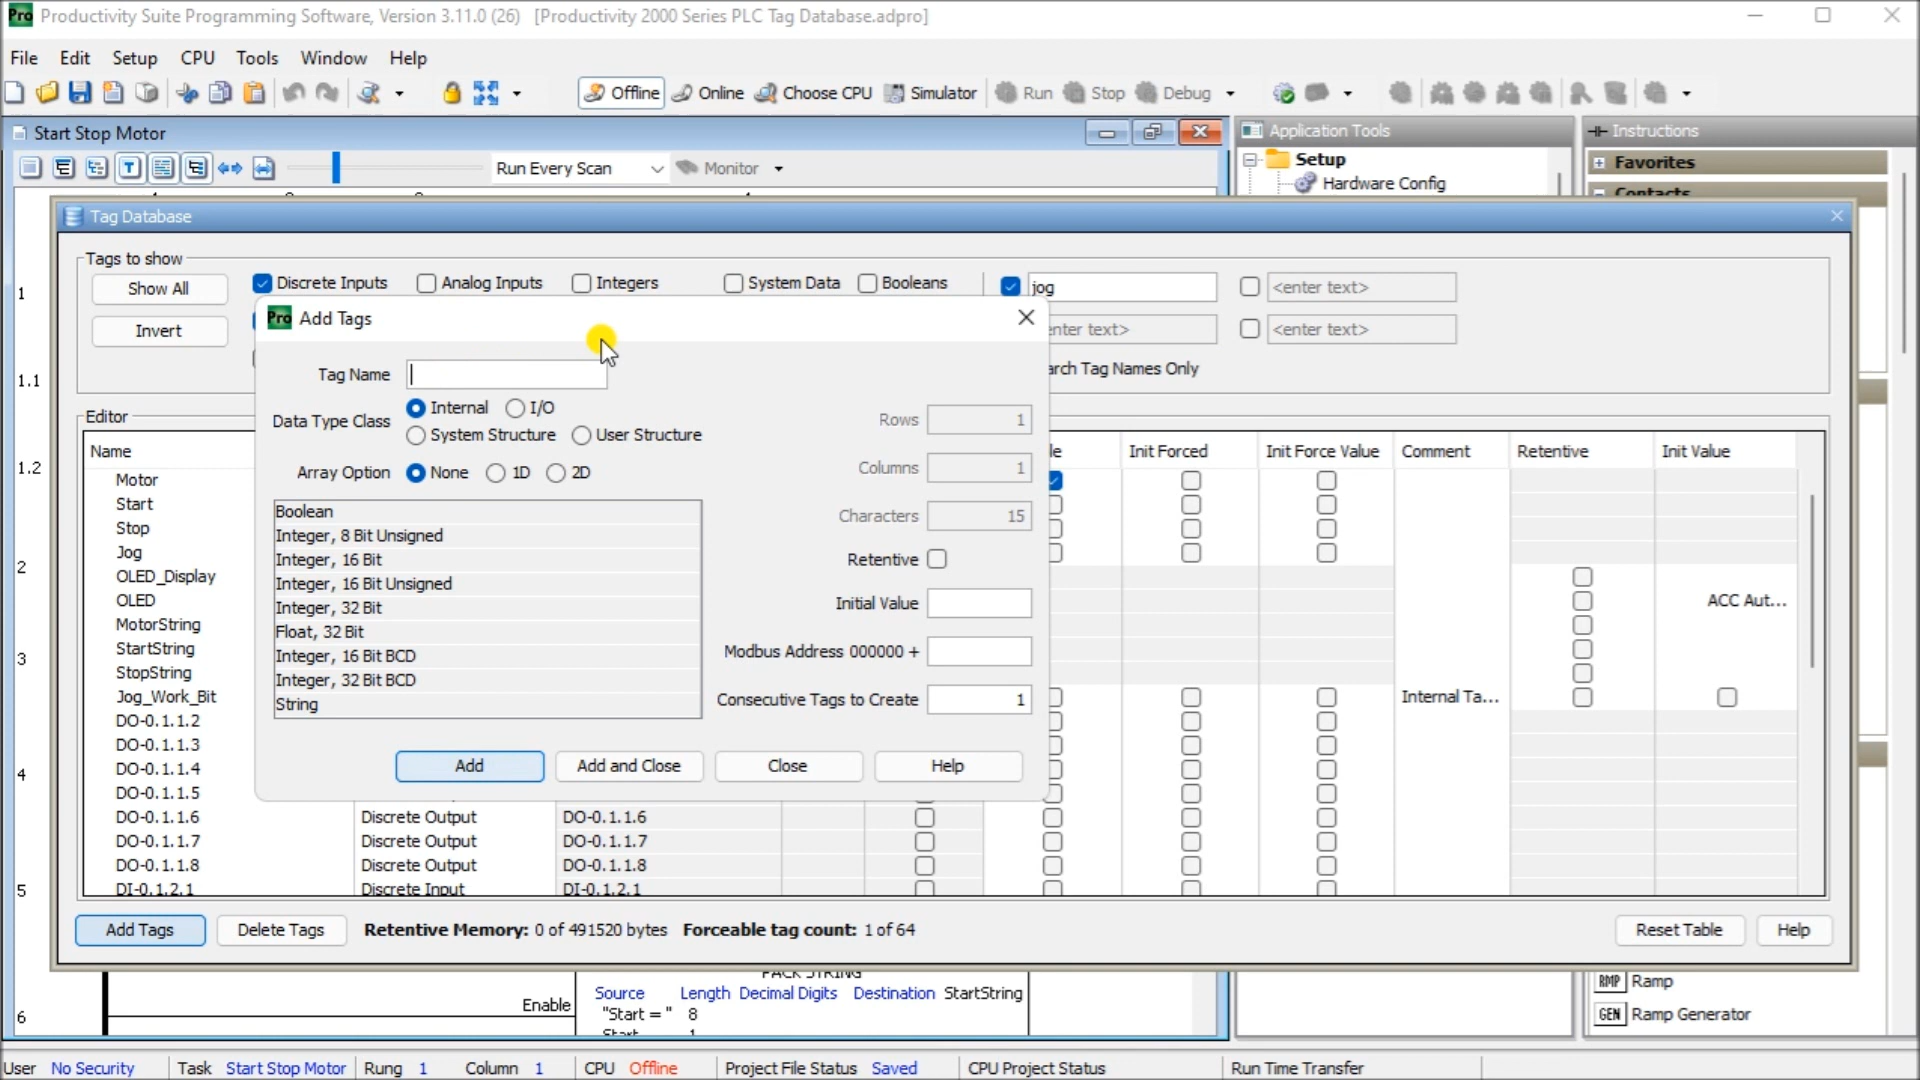 Pro Productivity Suite Programming Software, Version 3.11.0 (26) [Productivity 2000 Series PLC Tag Database.adpro]
File Edit Setup CPU Tools Window Help
Offline Online Choose CPU Simulator Run Stop Debug
Start Stop Motor
Application Tools
Instructions
Run Every Scan Monitor
Setup
Hardware Config
Favorites
Contacts
Tag Database
Tags to show
Show All Discrete Inputs Analog Inputs Integers System Data Booleans jog <enter text>
Invert enter text> <enter text>
arch Tag Names Only
Pro Add Tags
Tag Name
Data Type Class Internal I/O
System Structure User Structure
Array Option None 1D 2D
Boolean
Integer, 8 Bit Unsigned
Integer, 16 Bit
Integer, 16 Bit Unsigned
Integer, 32 Bit
Float, 32 Bit
Integer, 16 Bit BCD
Integer, 32 Bit BCD
String
Rows 1
Columns 1
Characters 15
Retentive
Initial Value
Modbus Address 000000 +
Consecutive Tags to Create 1
Add Add and Close Close Help
Editor
Name le Init Forced Init Force Value Comment Retentive Init Value
Motor
Start
Stop
Jog
OLED_Display
OLED ACC Aut...
MotorString
StartString
StopString
Jog_Work_Bit Internal Ta...
DO-0.1.1.2
DO-0.1.1.3
DO-0.1.1.4
DO-0.1.1.5
DO-0.1.1.6 Discrete Output DO-0.1.1.6
DO-0.1.1.7 Discrete Output DO-0.1.1.7
DO-0.1.1.8 Discrete Output DO-0.1.1.8
DI-0.1.2.1 Discrete Input DI-0.1.2.1
Add Tags Delete Tags Retentive Memory: 0 of 491520 bytes Forceable tag count: 1 of 64 Reset Table Help
1
1.1
1.2
2
3
4
5
6
PACK STRING
Enable
Source Length Decimal Digits Destination StartString
"Start = " 8
Start 1
RMP Ramp
GEN Ramp Generator
User No Security Task Start Stop Motor Rung 1 Column 1 CPU Offline Project File Status Saved CPU Project Status Run Time Transfer